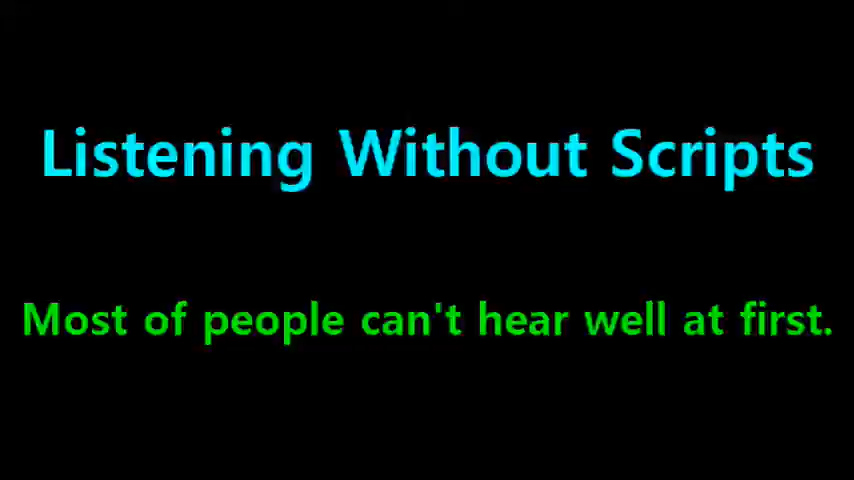 Listening Without Scripts
Most of people can't hear well at first.